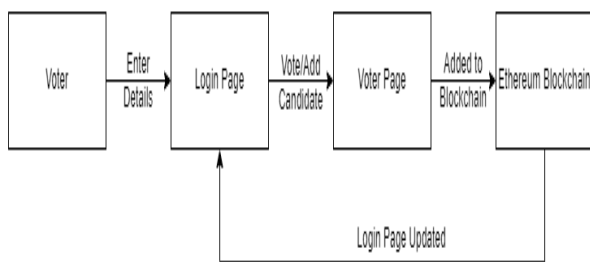 Voter
Enter
Details
Login Page
Vote/Add
Candidate
Voter Page
Added to
Blockchain
Ethereum Blockchain
Login Page Updated